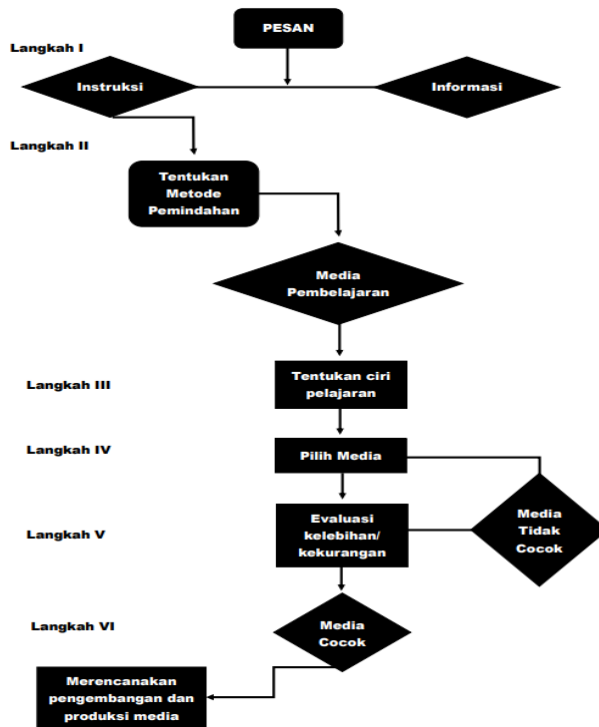 PESAN
Langkah I
Instruksi
Informasi
Langkah II
Tentukan
Metode
Pemindahan
Media
Pembelajaran
Langkah III
Tentukan ciri
pelajaran
Langkah IV
Pilih Media
Langkah V
Evaluasi
kelebihan/
kekurangan
Media
Tidak
Cocok
Langkah VI
Media
Cocok
Merencanakan
pengembangan dan
produksi media